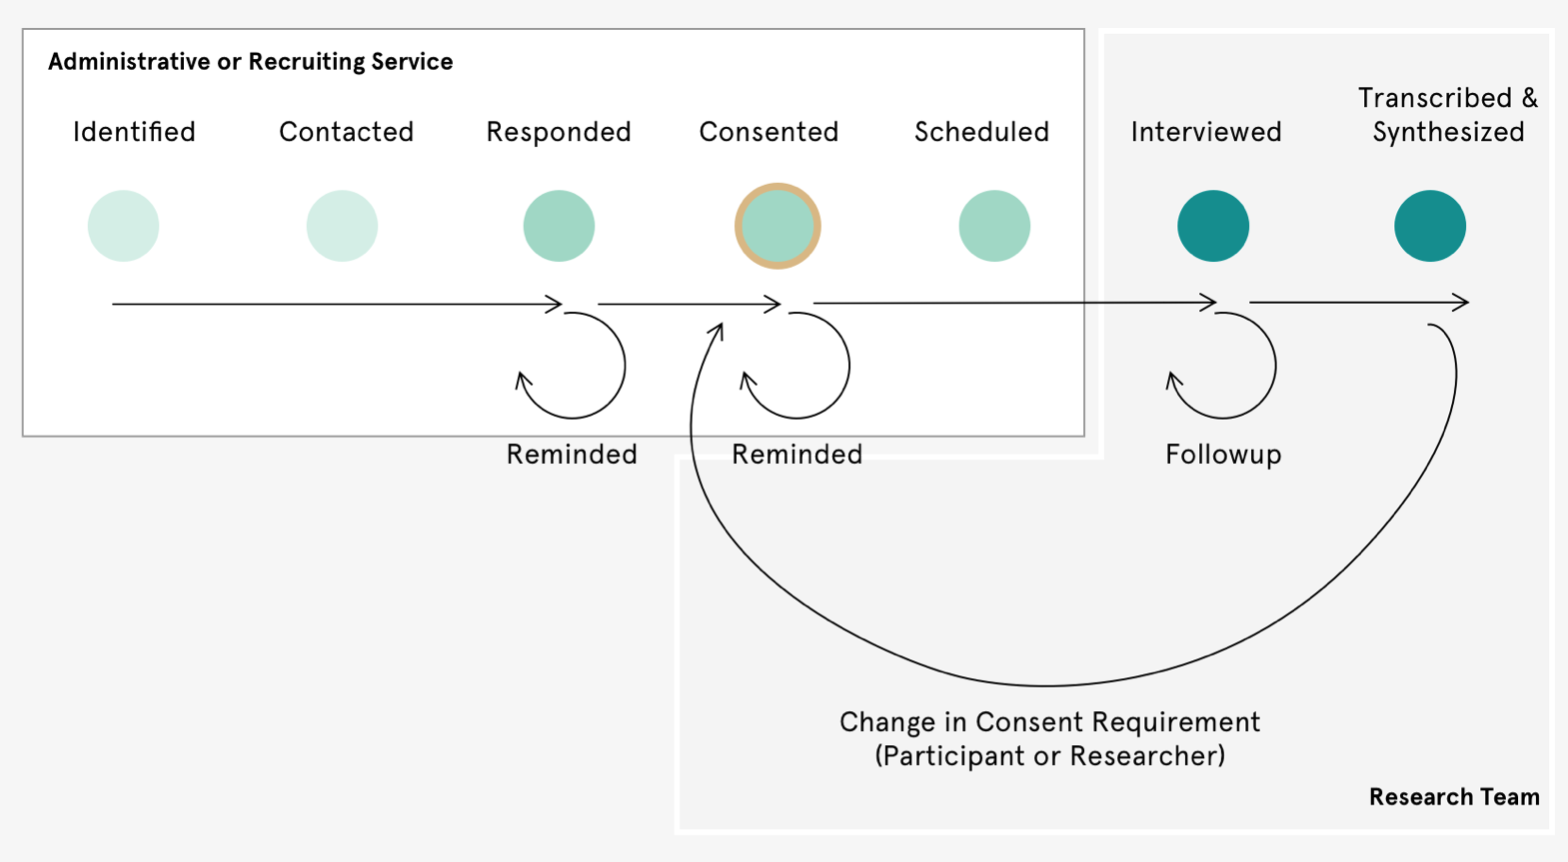 Administrative or Recruiting Service
Identified
Contacted
Responded
Consented
Scheduled
Interviewed
Transcribed &
Synthesized
Reminded
Reminded
Followup
Change in Consent Requirement
(Participant or Researcher)
Research Team